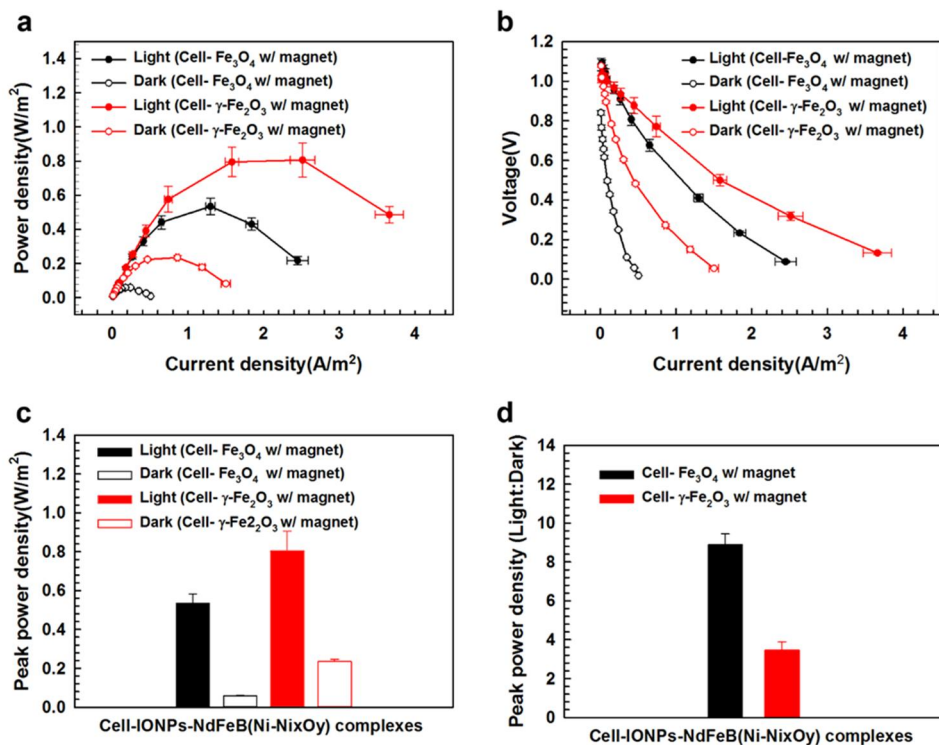 a
Power density(W/m²)
1.4
1.2
1.0
0.8
0.6
0.4
0.2
0.0
Light (Cell- Fe₃O₄ w/ magnet)
Dark (Cell- Fe₃O₄ w/ magnet)
Light (Cell- γ-Fe₂O₃ w/ magnet)
Dark (Cell- γ-Fe₂O₃ w/ magnet)
0 1 2 3 4
Current density(A/m²)
b
Voltage(V)
1.2
1.0
0.8
0.6
0.4
0.2
0.0
Light (Cell-Fe₃O₄ w/ magnet)
Dark (Cell- Fe₃O₄ w/ magnet)
Light (Cell- γ-Fe₂O₃ w/ magnet)
Dark (Cell- γ-Fe₂O₃ w/ magnet)
0 1 2 3 4
Current density(A/m²)
c
Peak power density(W/m²)
1.4
1.2
1.0
0.8
0.6
0.4
0.2
0.0
Light (Cell- Fe₃O₄ w/ magnet)
Dark (Cell- Fe₃O₄ w/ magnet)
Light (Cell- γ-Fe₂O₃ w/ magnet)
Dark (Cell- γ-Fe2₂O₃ w/ magnet)
Cell-IONPs-NdFeB(Ni-NixOy) complexes
d
Peak power density (Light:Dark)
14
12
10
8
6
4
2
0
Cell- Fe₃O₄ w/ magnet
Cell- γ-Fe₂O₃ w/ magnet
Cell-IONPs-NdFeB(Ni-NixOy) complexes